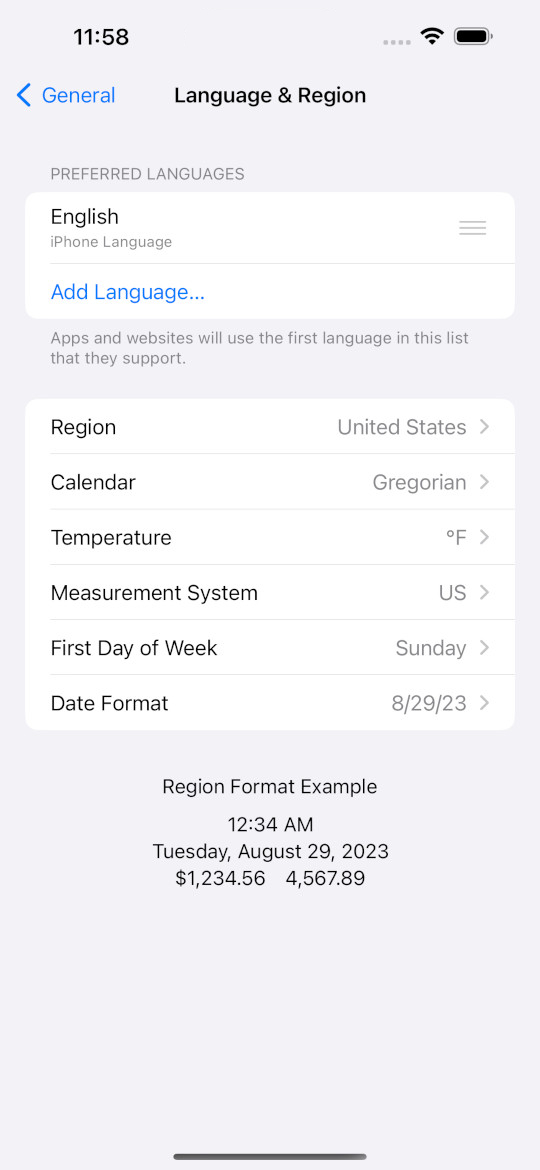 11:58
General
Language & Region
PREFERRED LANGUAGES
English
iPhone Language
Add Language...
Apps and websites will use the first language in this list
that they support.
Region United States
Calendar Gregorian
Temperature °F
Measurement System US
First Day of Week Sunday
Date Format 8/29/23
Region Format Example
12:34 AM
Tuesday, August 29, 2023
$1,234.56 4,567.89